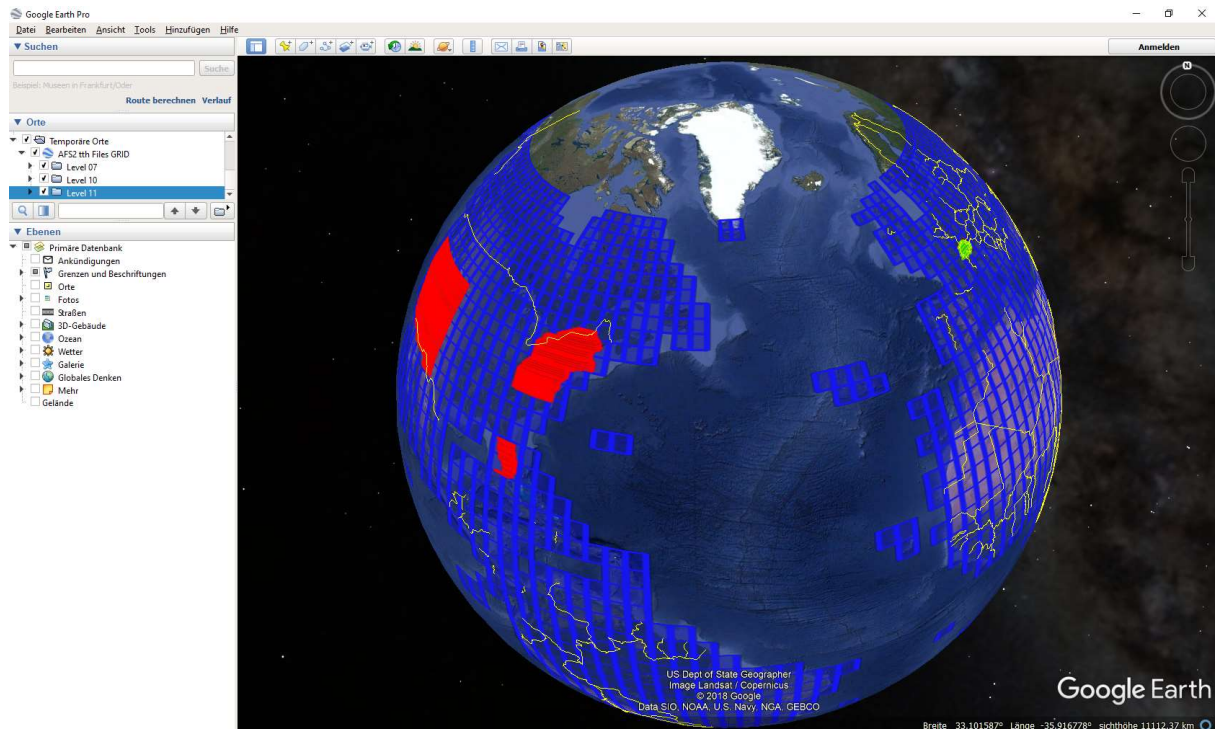 Google Earth Pro
Datei Bearbeiten Ansicht Tools Hinzufügen Hilfe
Suchen
Suche
Beispiel: Museen in Frankfurt/Oder
Route berechnen Verlauf
Orte
Temporäre Orte
AFS2 tth Files GRID
Level 07
Level 10
Level 11
Ebenen
Primäre Datenbank
Ankündigungen
Grenzen und Beschriftungen
Orte
Fotos
Straßen
3D-Gebäude
Ozean
Wetter
Galerie
Globales Denken
Mehr
Gelände
Anmelden
N
US Dept of State Geographer
Image Landsat / Copernicus
© 2018 Google
Data SIO, NOAA, U.S. Navy, NGA, GEBCO
Google Earth
Breite 33.101587° Länge -35.916778° sichthöhe 11112.37 km